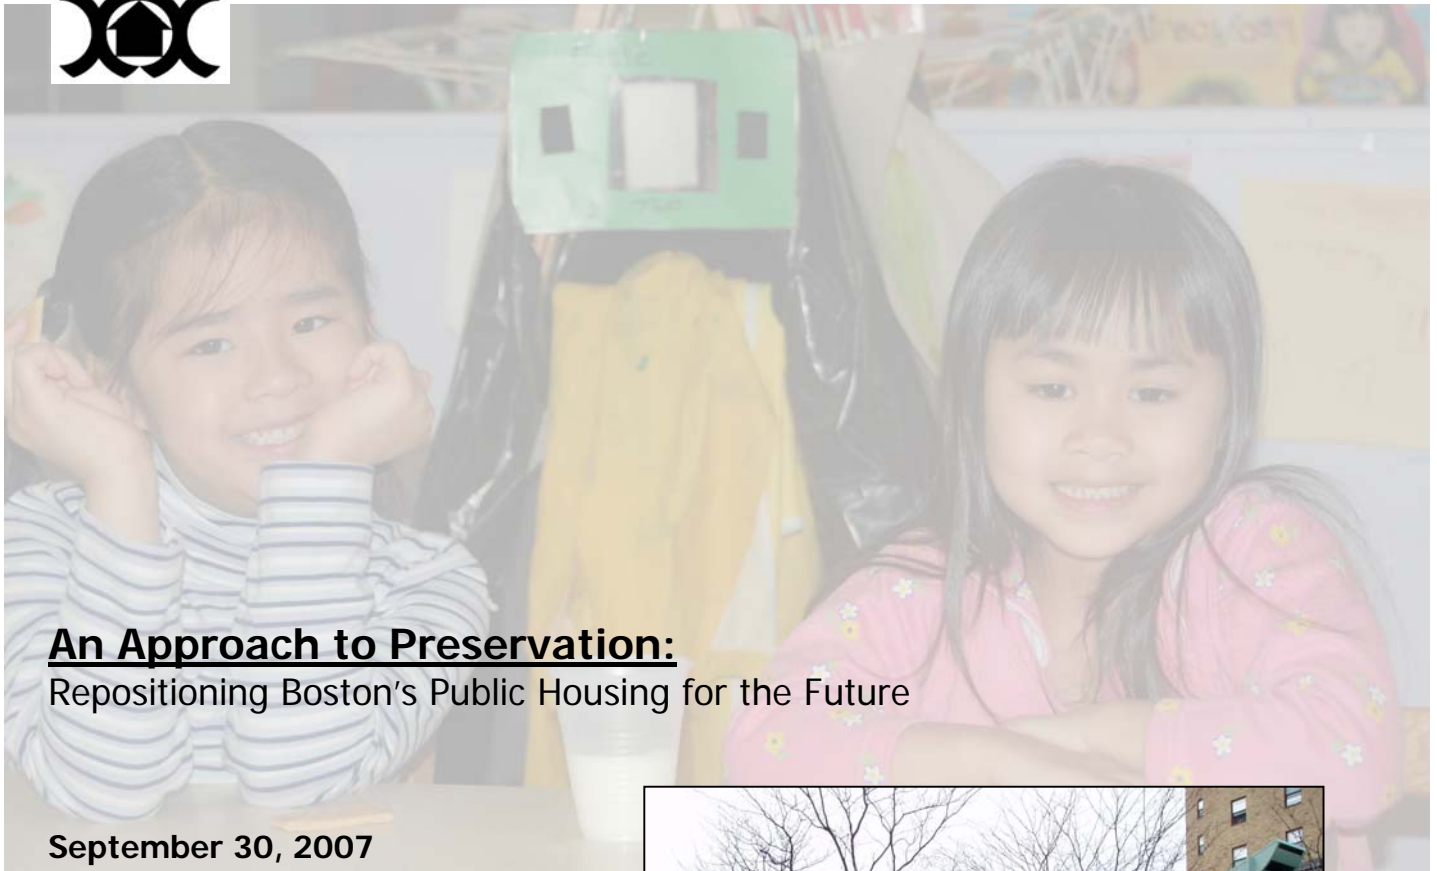 An Approach to Preservation:
Repositioning Boston's Public Housing for the Future
September 30, 2007